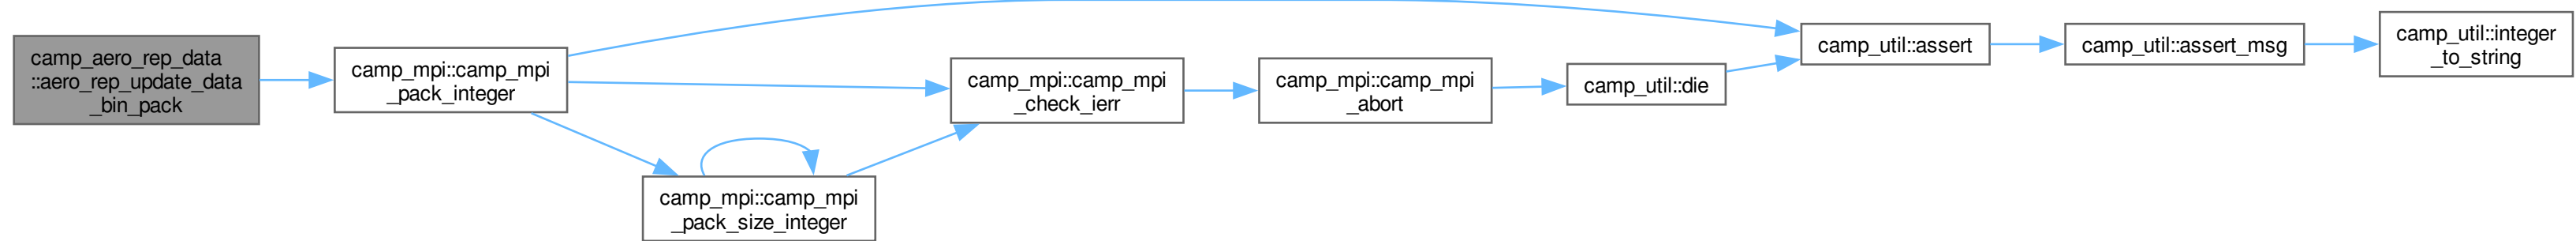 camp_aero_rep_data
::aero_rep_update_data
_bin_pack
camp_mpi::camp_mpi
_pack_integer
camp_mpi::camp_mpi
_pack_size_integer
camp_mpi::camp_mpi
_check_ierr
camp_mpi::camp_mpi
_abort
camp_util::die
camp_util::assert
camp_util::assert_msg
camp_util::integer
_to_string